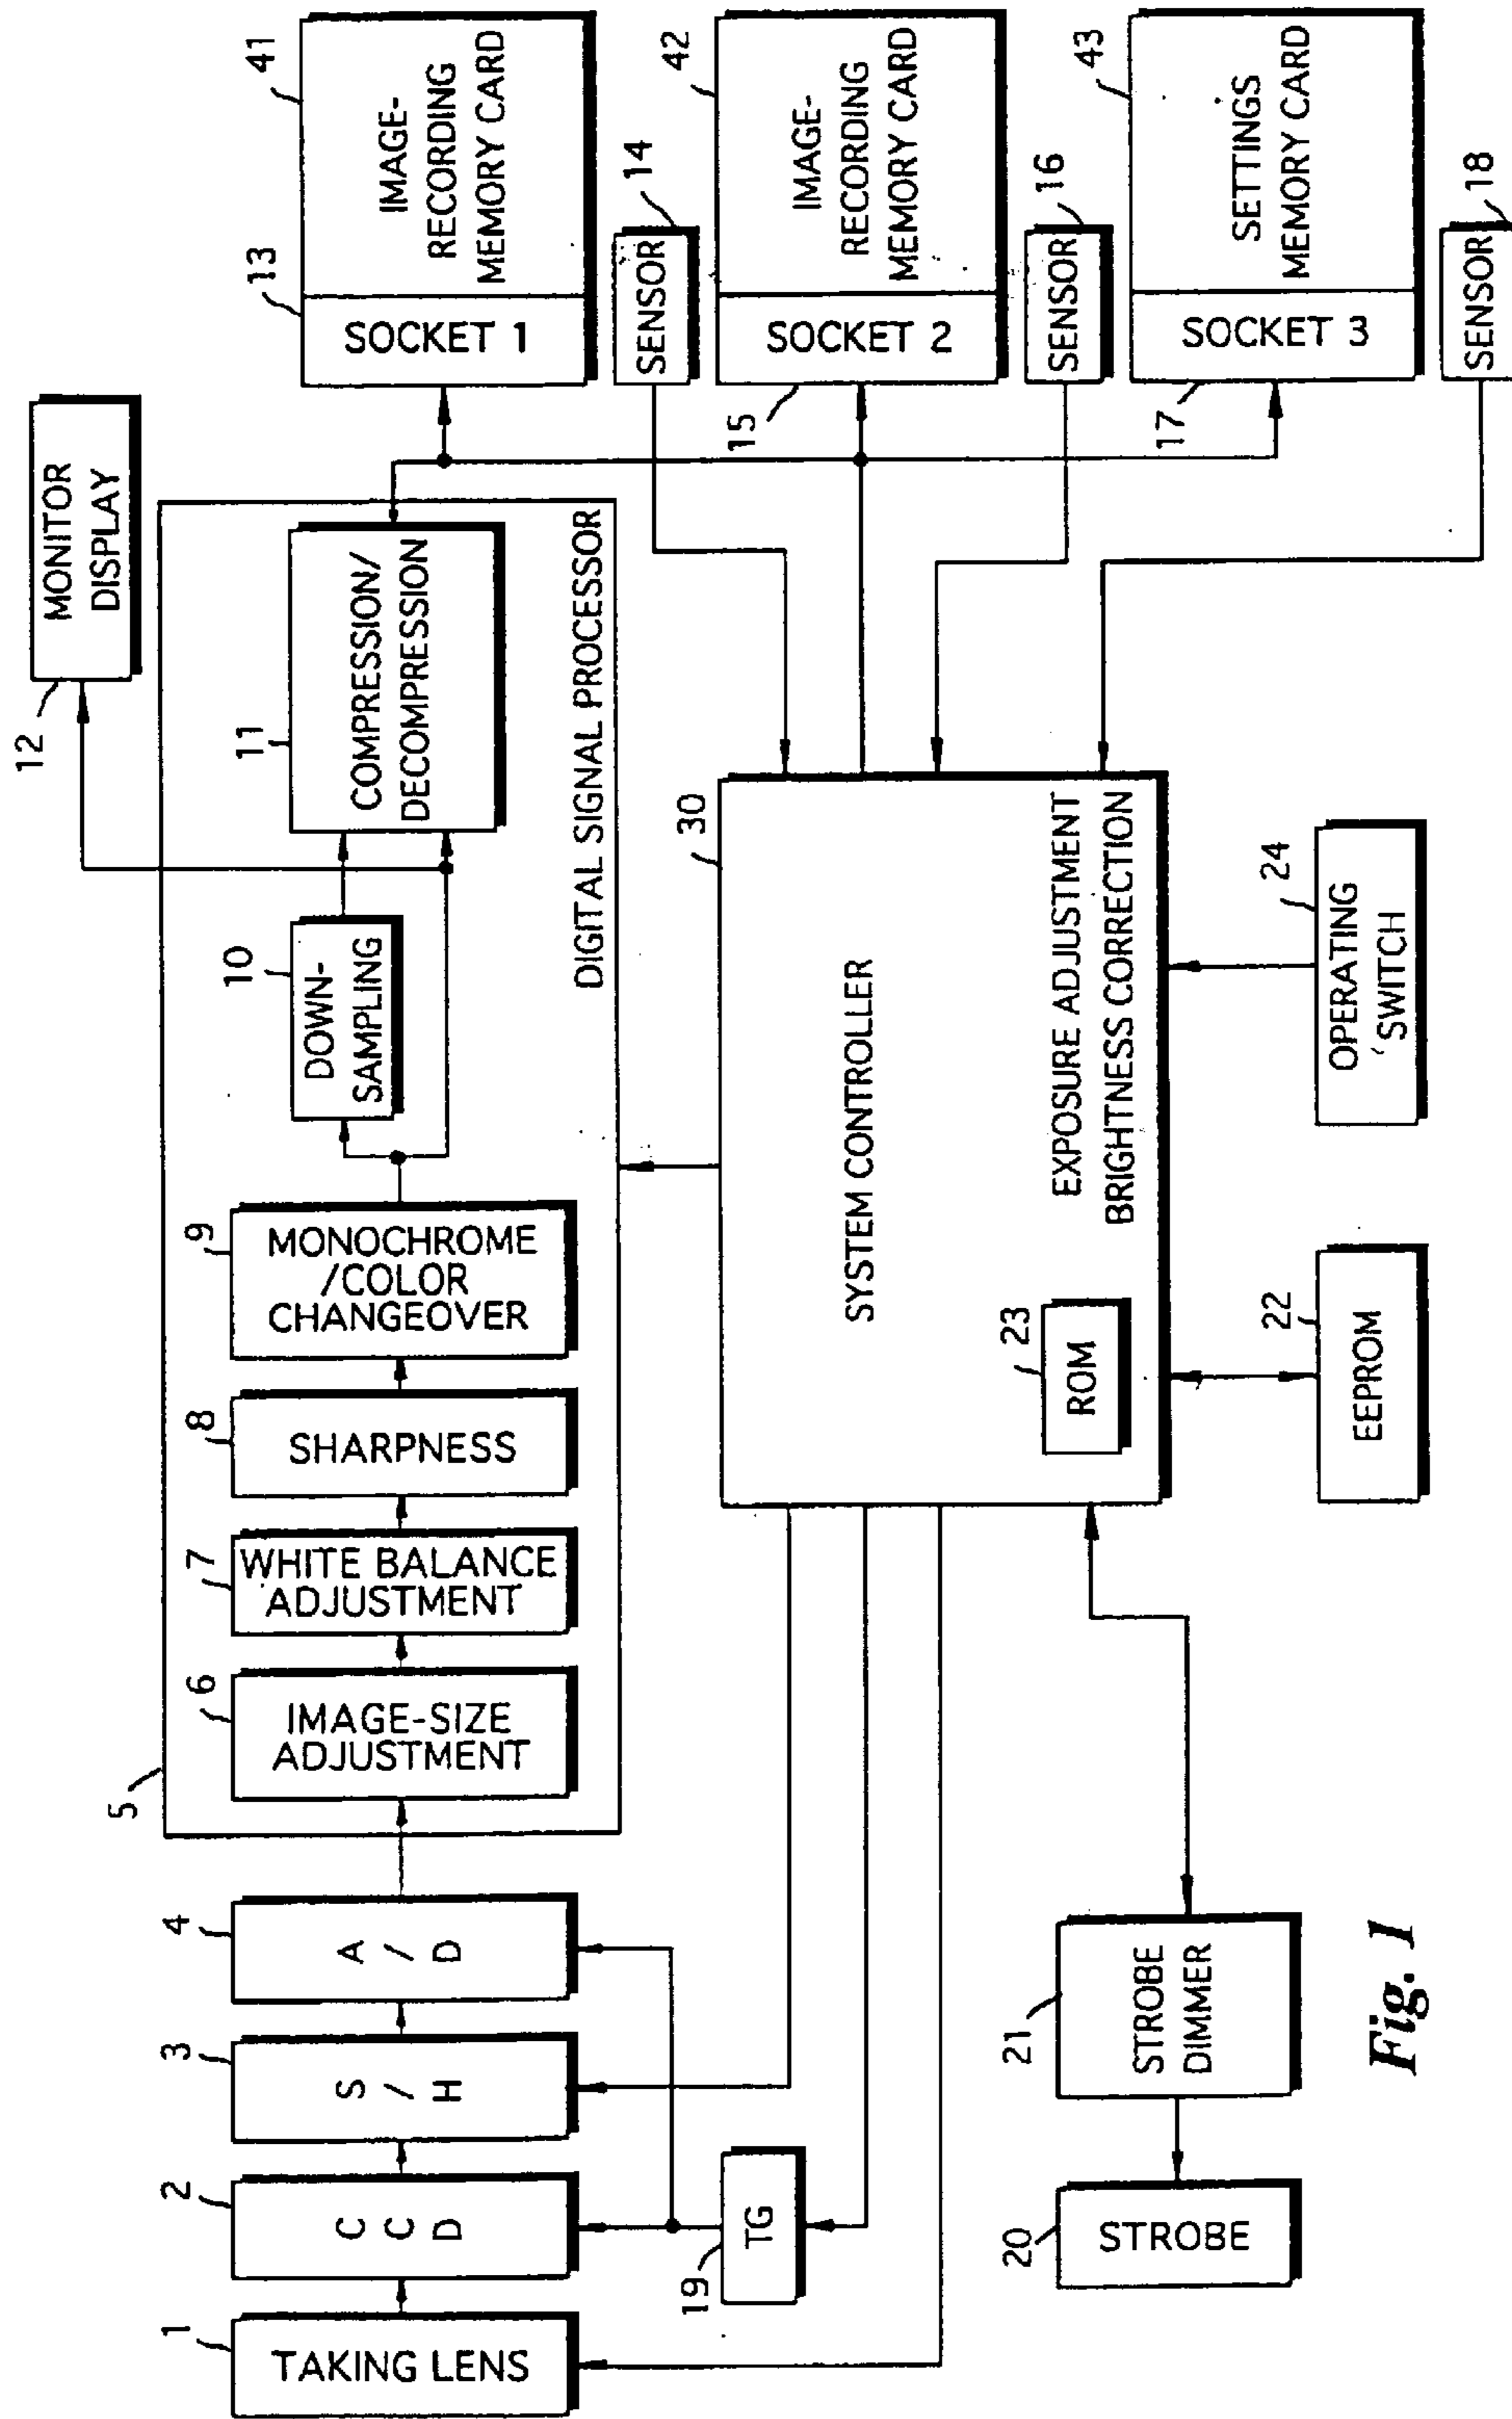 12
MONITOR
DISPLAY
5
DIGITAL SIGNAL PROCESSOR
1
TAKING LENS
2
C
C
D
3
S
/
H
4
A
/
D
6
IMAGE-SIZE
ADJUSTMENT
7
WHITE BALANCE
ADJUSTMENT
8
SHARPNESS
9
MONOCHROME
/COLOR
CHANGEOVER
10
DOWN-
SAMPLING
11
COMPRESSION/
DECOMPRESSION
13
SOCKET 1
41
IMAGE-
RECORDING
MEMORY CARD
SENSOR
14
19
TG
30
SYSTEM CONTROLLER
EXPOSURE ADJUSTMENT
BRIGHTNESS CORRECTION
23
ROM
15
SOCKET 2
42
IMAGE-
RECORDING
MEMORY CARD
SENSOR
16
17
SOCKET 3
43
SETTINGS
MEMORY CARD
SENSOR
18
20
STROBE
21
STROBE
DIMMER
22
EEPROM
24
OPERATING
SWITCH
Fig. 1